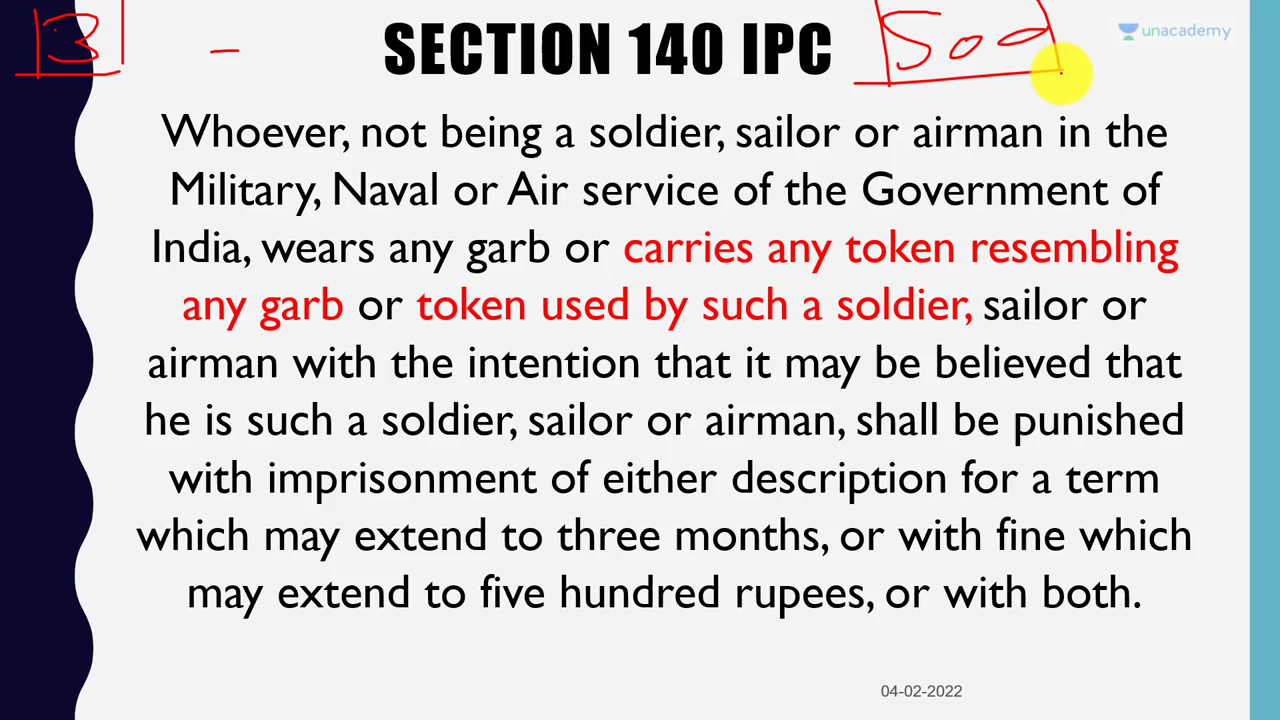 3 - SECTION 140 IPC 500 unacademy
Whoever, not being a soldier, sailor or airman in the
Military, Naval or Air service of the Government of
India, wears any garb or carries any token resembling
any garb or token used by such a soldier, sailor or
airman with the intention that it may be believed that
he is such a soldier, sailor or airman, shall be punished
with imprisonment of either description for a term
which may extend to three months, or with fine which
may extend to five hundred rupees, or with both.
04-02-2022